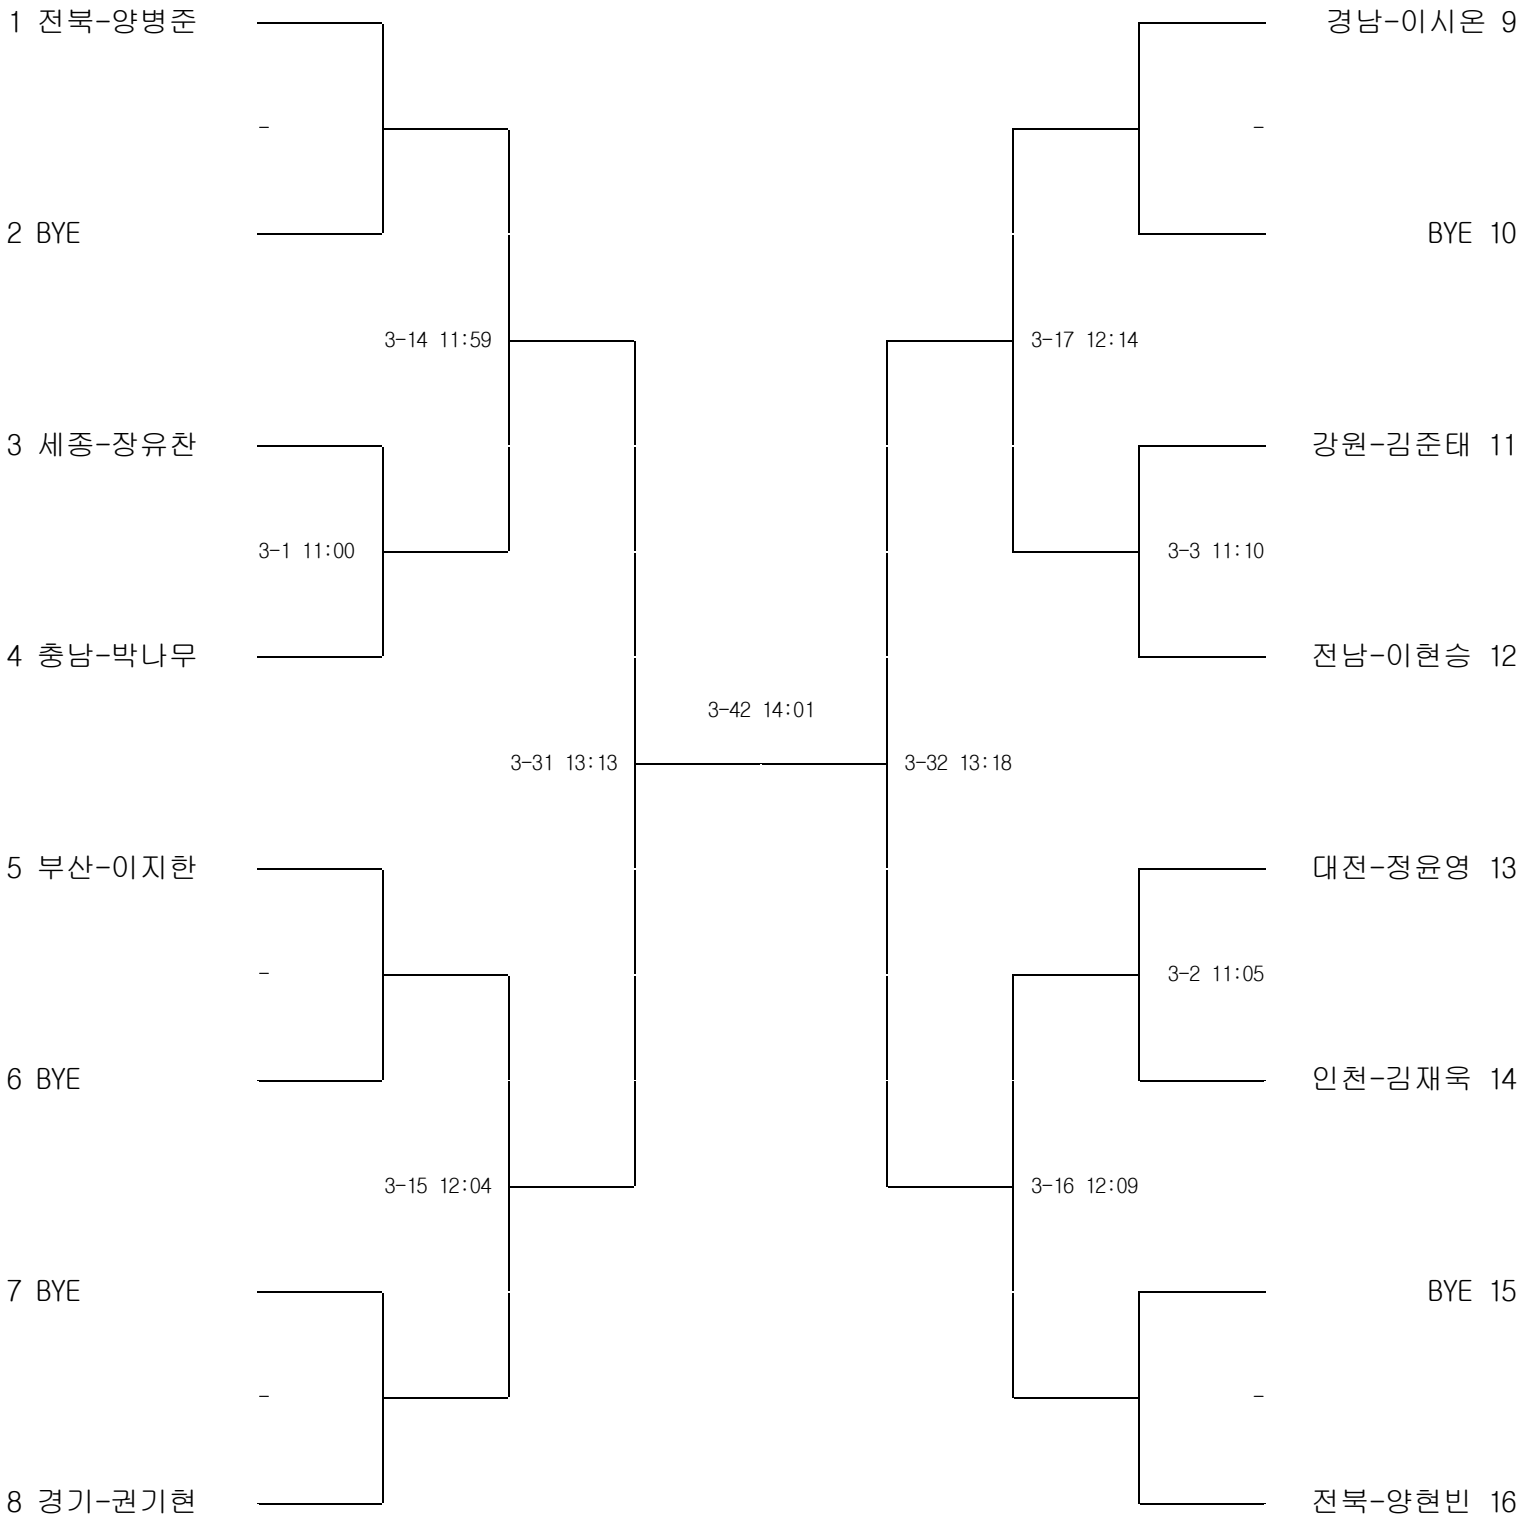 1 전북-양병준
경남-이시온 9
-
-
2 BYE
BYE 10
3-14 11:59
3-17 12:14
3 세종-장유찬
강원-김준태 11
3-1 11:00
3-3 11:10
4 충남-박나무
전남-이현승 12
3-42 14:01
3-31 13:13
3-32 13:18
5 부산-이지한
대전-정윤영 13
-
3-2 11:05
6 BYE
인천-김재욱 14
3-15 12:04
3-16 12:09
7 BYE
BYE 15
-
-
8 경기-권기현
전북-양현빈 16